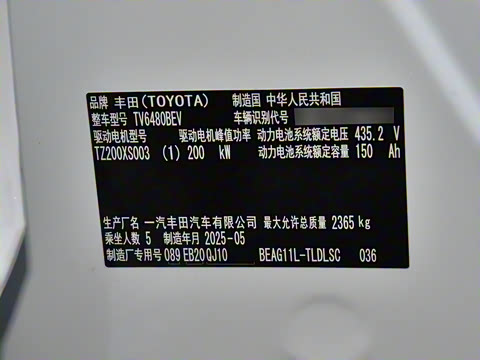 品牌 丰田(TOYOTA) 制造国 中华人民共和国
整车型号 TV6480BEV 车辆识别代号
驱动电机型号 驱动电机峰值功率 动力电池系统额定电压 435.2 V
TZ200XS003 (1) 200 kW 动力电池系统额定容量 150 Ah
生产厂名 一汽丰田汽车有限公司 最大允许总质量 2365 kg
乘坐人数 5 制造年月 2025-05
制造厂专用号 089 EB20 QJ10 BEAG11L-TLDLSC 036